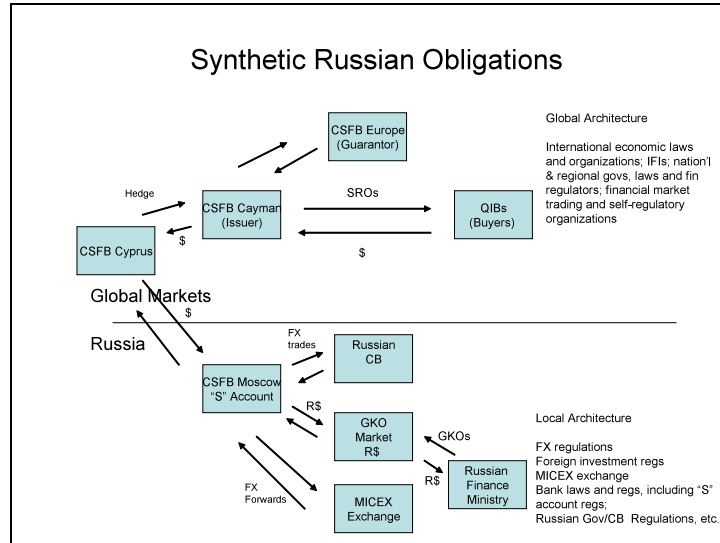 Synthetic Russian Obligations
CSFB Europe
(Guarantor)
Global Architecture
International economic laws
and organizations; IFIs; nation’l
& regional govs, laws and fin
regulators; financial market
trading and self-regulatory
organizations
Hedge
CSFB Cayman
(Issuer)
SROs
QIBs
(Buyers)
$
$
CSFB Cyprus
Global Markets
$
Russia
FX
trades
Russian
CB
CSFB Moscow
“S” Account
R$
GKO
Market
R$
GKOs
R$
Russian
Finance
Ministry
FX
Forwards
MICEX
Exchange
Local Architecture
FX regulations
Foreign investment regs
MICEX exchange
Bank laws and regs, including “S”
account regs;
Russian Gov/CB Regulations, etc.